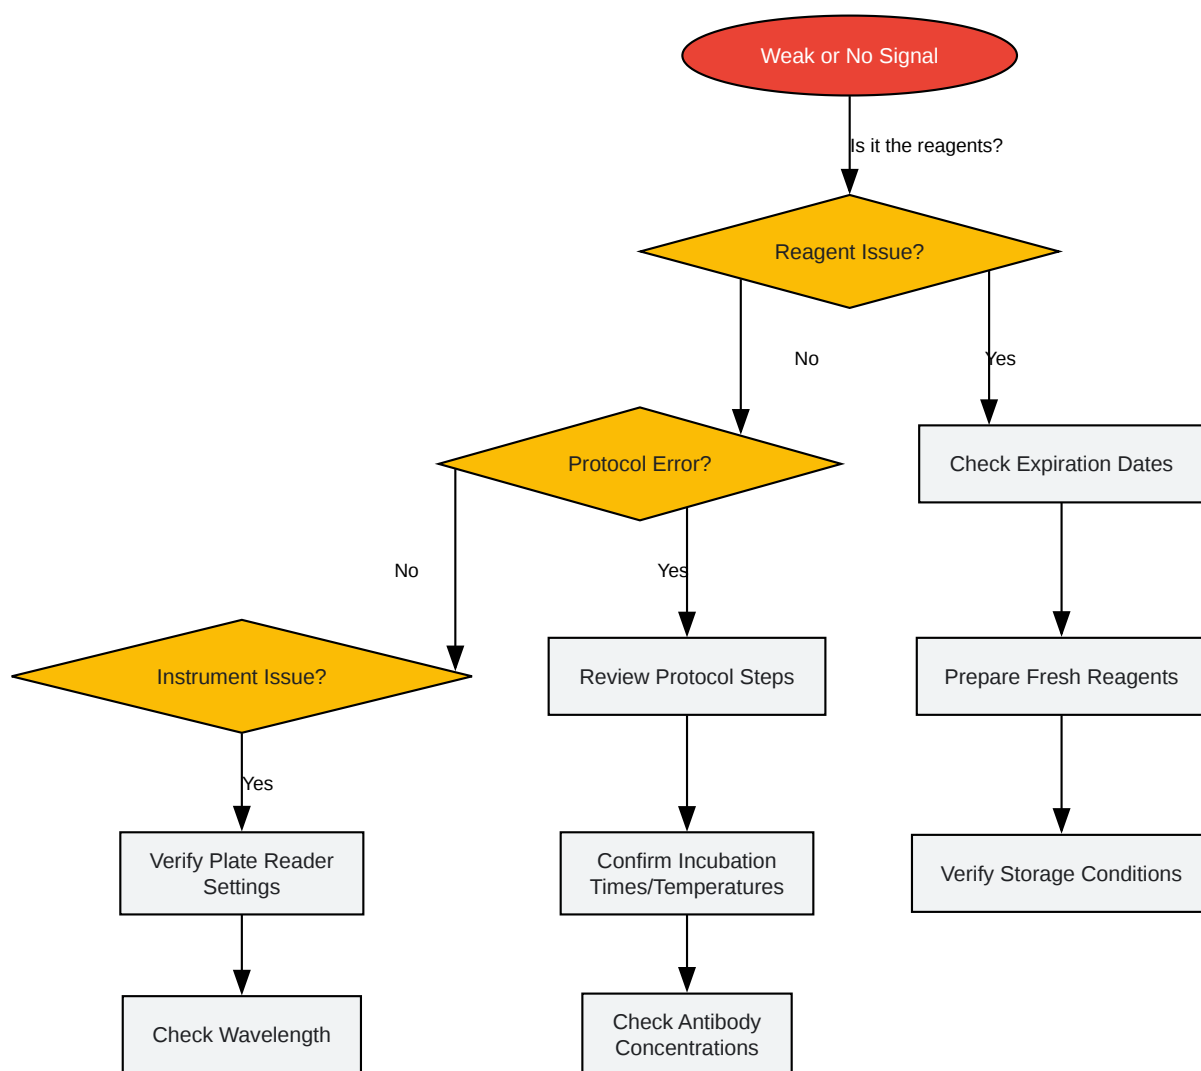 Weak or No Signal
Is it the reagents?
Reagent Issue?
No
Yes
Protocol Error?
Check Expiration Dates
No
Yes
Instrument Issue?
Review Protocol Steps
Prepare Fresh Reagents
Yes
Verify Plate Reader
Settings
Confirm Incubation
Times/Temperatures
Verify Storage Conditions
Check Wavelength
Check Antibody
Concentrations